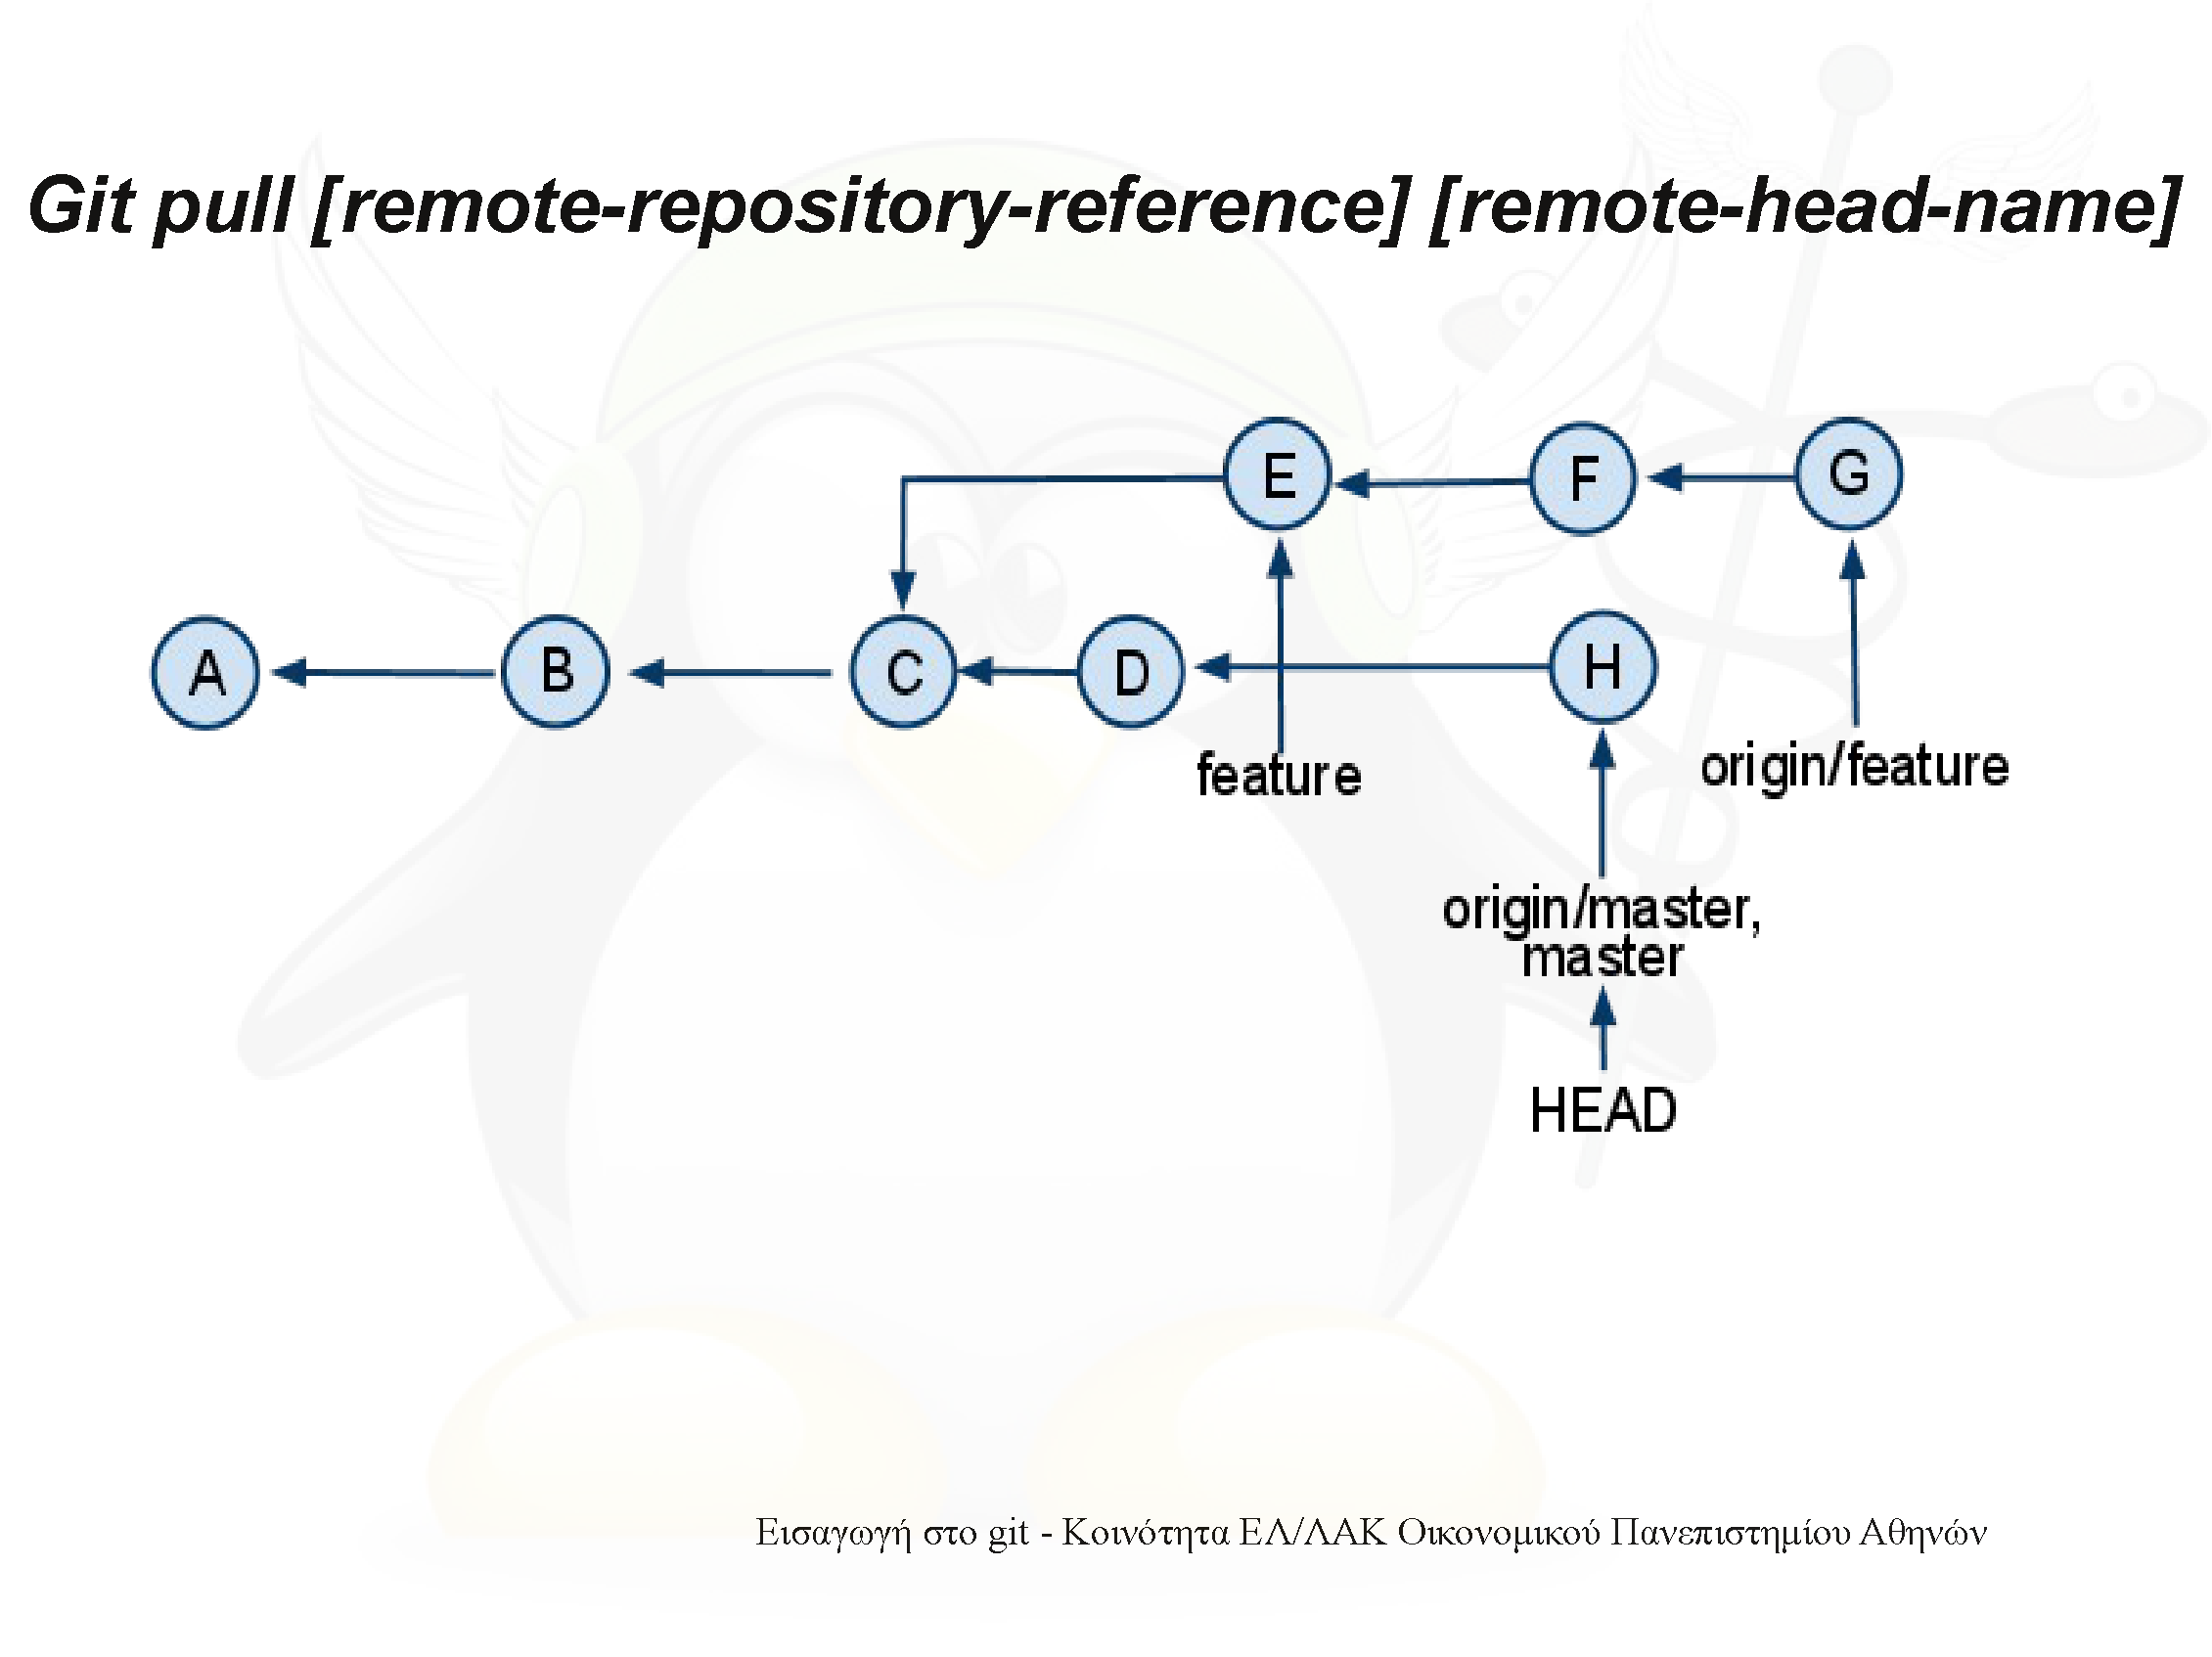 Git pull [remote-repository-reference] [remote-head-name]
E
F
G
A
B
C
D
H
feature
origin/feature
origin/master,
master
HEAD
Εισαγωγή στο git - Κοινότητα ΕΛ/ΛΑΚ Οικονομικού Πανεπιστημίου Αθηνών